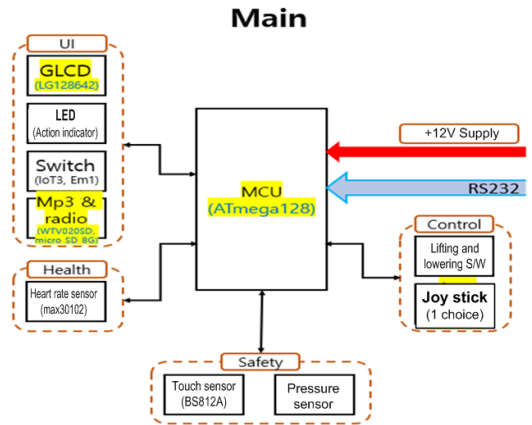 Main
UI
GLCD
(LG128642)
LED
(Action indicator)
Switch
(IoT3, Em1)
Mp3 &
radio
(WTV020SD,
micro SD 8G)
Health
Heart rate sensor
(max30102)
MCU
(ATmega128)
+12V Supply
RS232
Control
Lifting and
lowering S/W
Joy stick
(1 choice)
Safety
Touch sensor
(BS812A)
Pressure
sensor